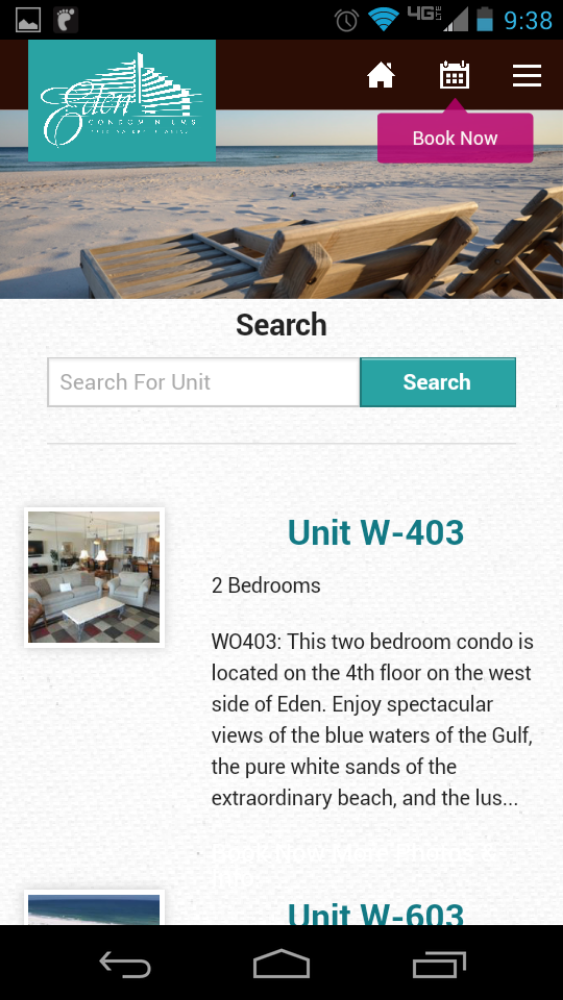 4G LTE 9:38
Eden
CONDOMINIUMS
Book Now
Search
Search For Unit
Search
Unit W-403
2 Bedrooms
WO403: This two bedroom condo is
located on the 4th floor on the west
side of Eden. Enjoy spectacular
views of the blue waters of the Gulf,
the pure white sands of the
extraordinary beach, and the lus...
Unit W-603